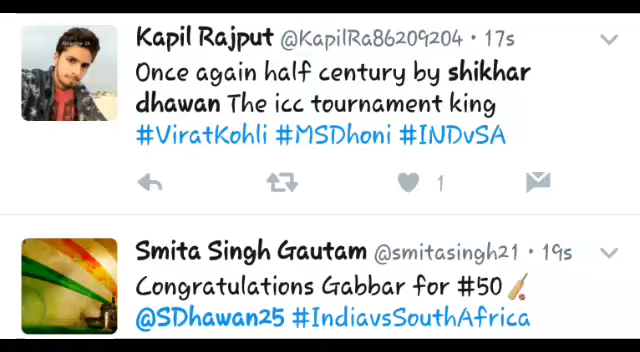 Kapil Rajput @KapilRa86209204 · 17s
Once again half century by shikhar
dhawan The icc tournament king
#ViratKohli #MSDhoni #INDvSA
1
Smita Singh Gautam @smitasingh21 · 19s
Congratulations Gabbar for #50🏏
@SDhawan25 #IndiavsSouthAfrica